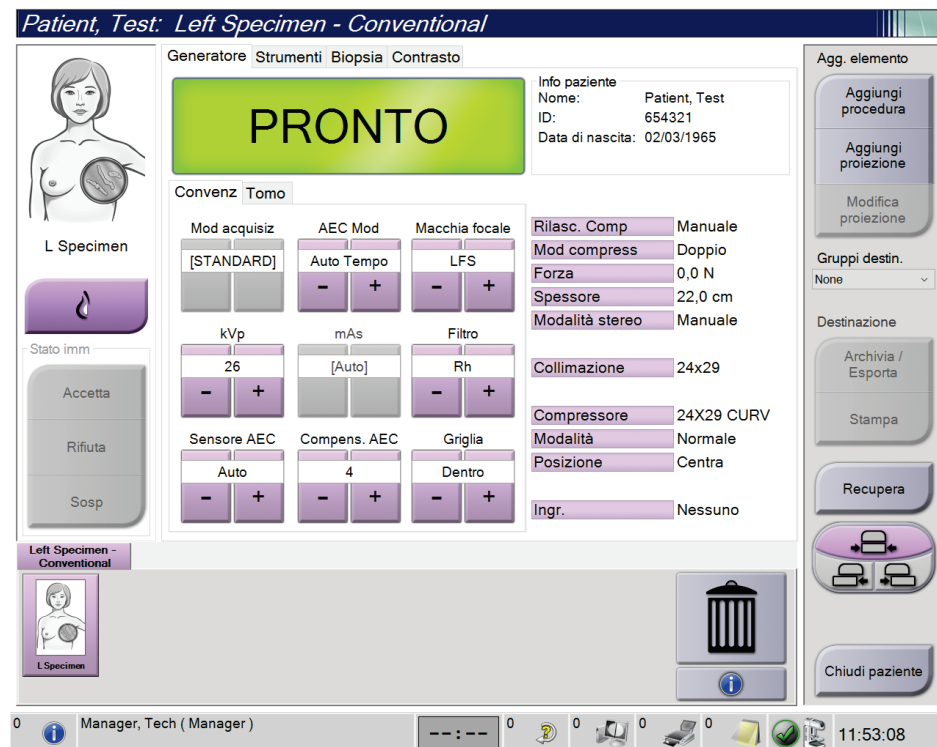 Patient, Test: Left Specimen - Conventional
Generatore Strumenti Biopsia Contrasto
PRONTO
Info paziente
Nome: Patient, Test
ID: 654321
Data di nascita: 02/03/1965
L Specimen
Stato imm
Accetta
Rifiuta
Sosp
Convenz Tomo
Mod acquisiz AEC Mod Macchia focale
[STANDARD] Auto Tempo LFS
- + - +
kVp mAs Filtro
26 [Auto] Rh
- + - +
Sensore AEC Compens. AEC Griglia
Auto 4 Dentro
- + - + - +
Rilasc. Comp Manuale
Mod compress Doppio
Forza 0,0 N
Spessore 22,0 cm
Modalità stereo Manuale
Collimazione 24x29
Compressore 24X29 CURV
Modalità Normale
Posizione Centra
Ingr. Nessuno
Agg. elemento
Aggiungi
procedura
Aggiungi
proiezione
Modifica
proiezione
Gruppi destin.
None
Destinazione
Archivia /
Esporta
Stampa
Recupera
Chiudi paziente
Left Specimen -
Conventional
L Specimen
0 Manager, Tech ( Manager ) --:-- 0 0 0 0 11:53:08